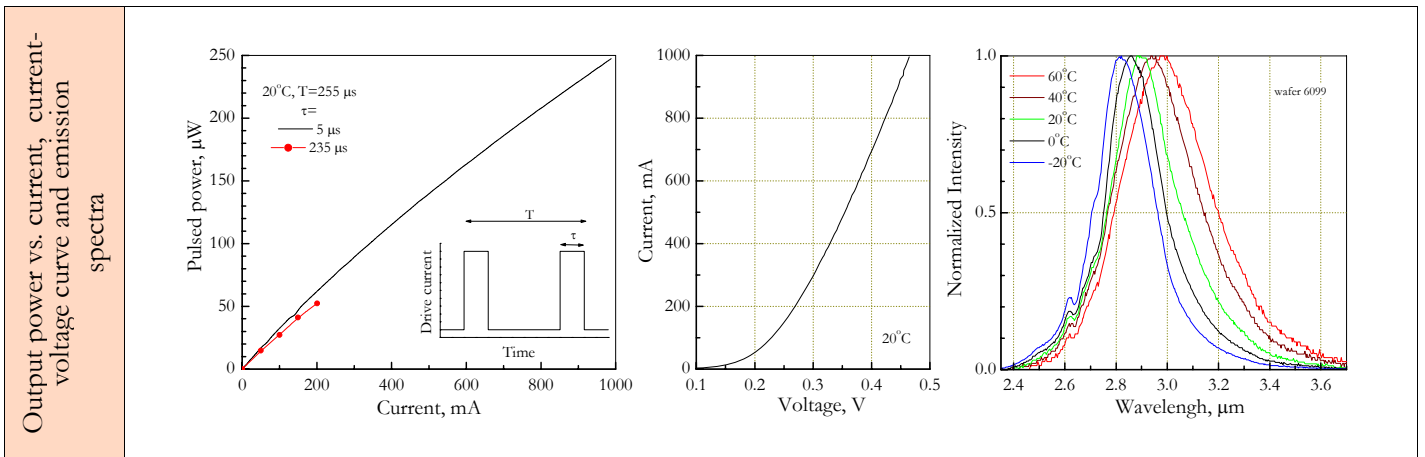 Output power vs. current, current-
voltage curve and emission
spectra
250
200
150
100
50
0
Pulsed power, µW
20°C, T=255 µs
τ=
5 µs
235 µs
T
τ
Drive current
Time
0
200
400
600
800
1000
Current, mA
1000
800
600
400
200
0
Current, mA
20°C
0.1
0.2
0.3
0.4
0.5
Voltage, V
1.0
0.5
0.0
Normalized Intensity
60°C
40°C
20°C
0°C
-20°C
wafer 6099
2.4
2.6
2.8
3.0
3.2
3.4
3.6
Wavelengh, µm